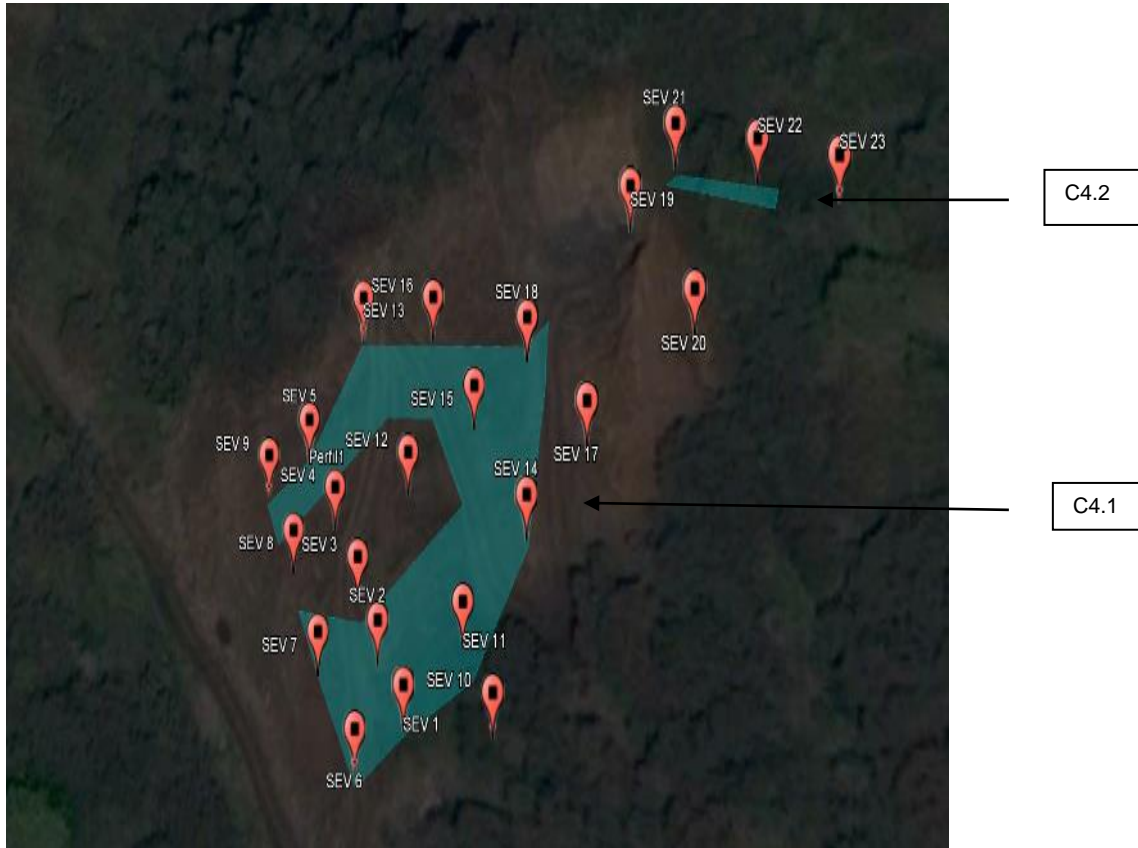 SEV 21
SEV 22
SEV 23
C4.2
SEV 19
SEV 16
SEV 13
SEV 18
SEV 20
SEV 5
SEV 15
SEV 9
Perfil1
SEV 12
SEV 4
SEV 17
SEV 14
C4.1
SEV 8
SEV 3
SEV 2
SEV 7
SEV 11
SEV 10
SEV 1
SEV 6